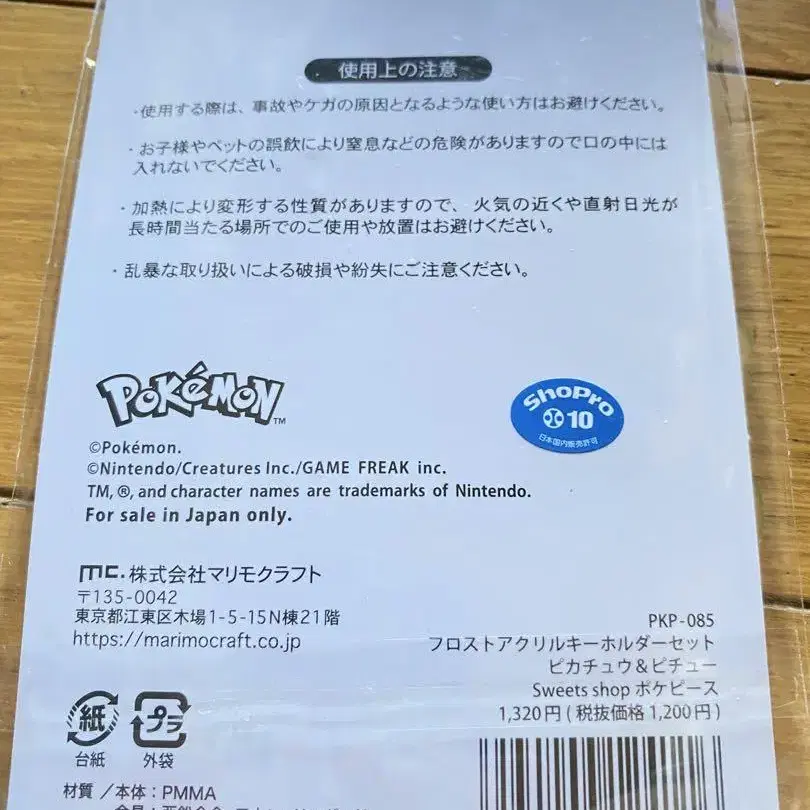 使用上の注意
・使用する際は、事故やケガの原因となるような使い方はお避けください。
・お子様やペットの誤飲により窒息などの危険がありますので口の中には
入れないでください。
・加熱により変形する性質がありますので、火気の近くや直射日光が
長時間当たる場所でのご使用や放置はお避けください。
・乱暴な取り扱いによる破損や紛失にご注意ください。
POKéMON™
ShoPro
10
日本国内販売許可
©Pokémon.
©Nintendo/Creatures Inc./GAME FREAK inc.
TM, ®, and character names are trademarks of Nintendo.
For sale in Japan only.
mc.株式会社マリモクラフト
〒135-0042
東京都江東区木場1-5-15N棟21階
https://marimocraft.co.jp
PKP-085
フロストアクリルキーホルダーセット
ピカチュウ&ピチュー
Sweets shop ポケピース
1,320円(税抜価格1,200円)
紙 プラ
台紙 外袋
材質／本体：PMMA